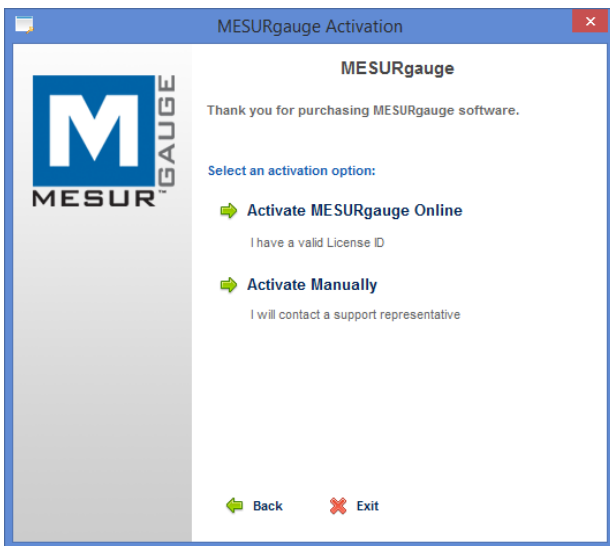 MESURgauge Activation
M
GAUGE
MESUR™
MESURgauge
Thank you for purchasing MESURgauge software.
Select an activation option:
Activate MESURgauge Online
I have a valid License ID
Activate Manually
I will contact a support representative
Back
Exit